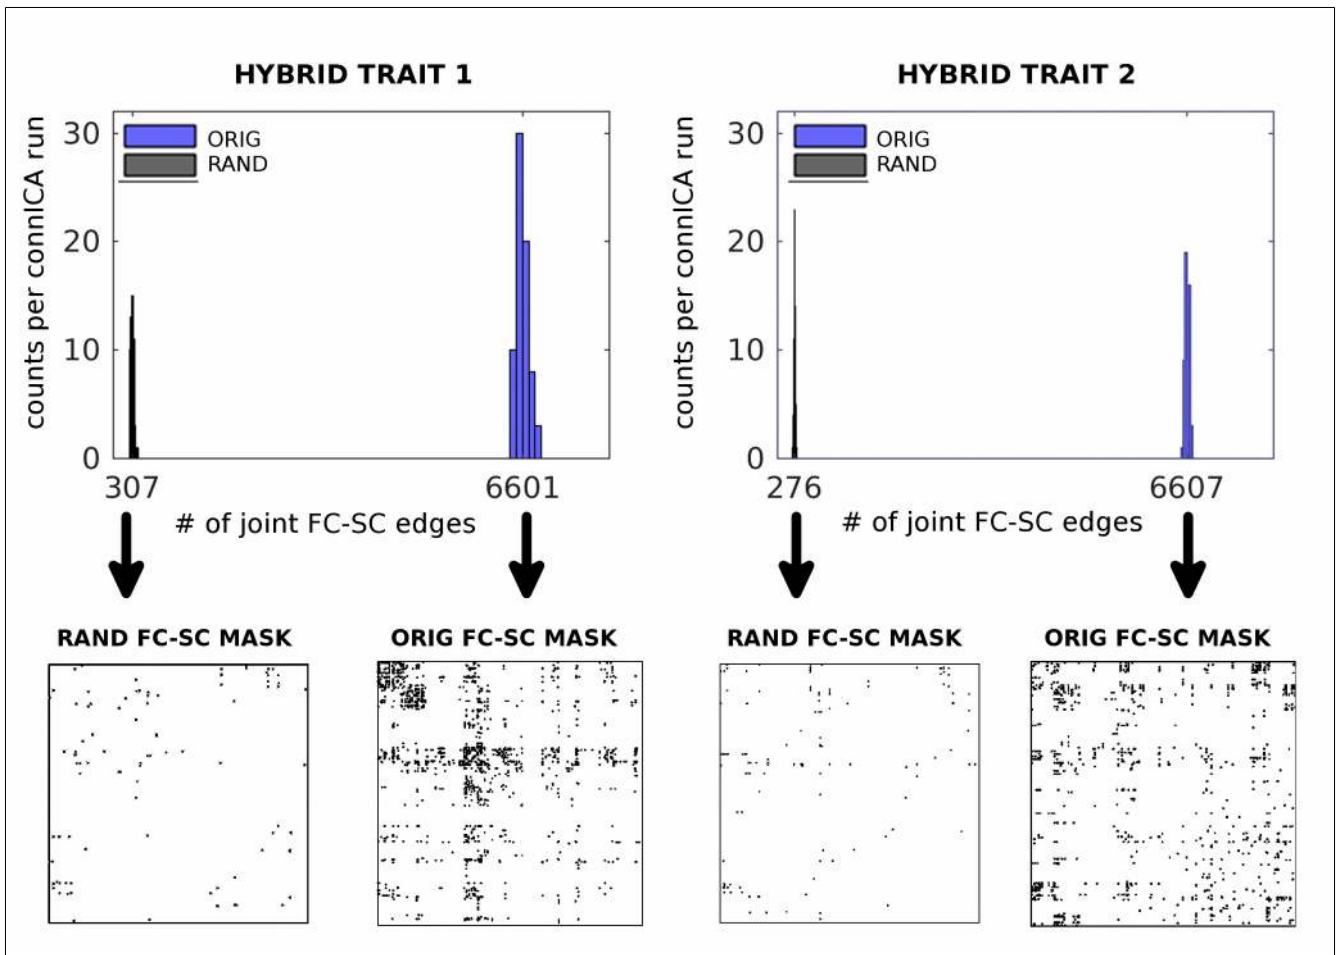 HYBRID TRAIT 1
counts per connICA run
30
20
10
0
ORIG
RAND
307
6601
# of joint FC-SC edges
RAND FC-SC MASK
ORIG FC-SC MASK
HYBRID TRAIT 2
counts per connICA run
30
20
10
0
ORIG
RAND
276
6607
# of joint FC-SC edges
RAND FC-SC MASK
ORIG FC-SC MASK